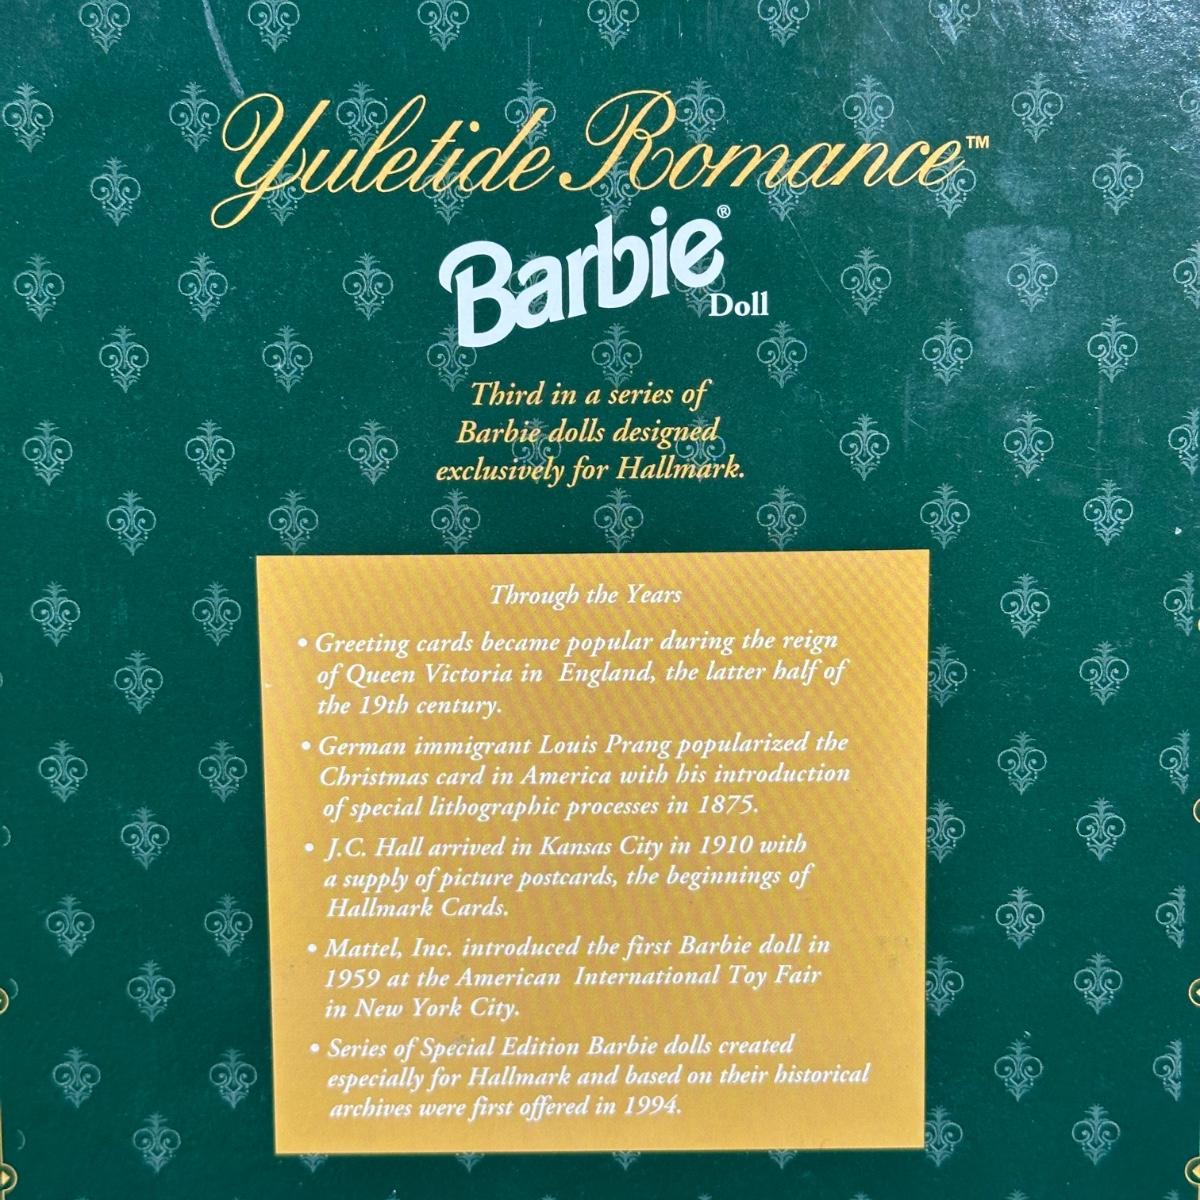 Yuletide Romance™
Barbie®
Doll
Third in a series of
Barbie dolls designed
exclusively for Hallmark.
Through the Years
• Greeting cards became popular during the reign
of Queen Victoria in England, the latter half of
the 19th century.
• German immigrant Louis Prang popularized the
Christmas card in America with his introduction
of special lithographic processes in 1875.
• J.C. Hall arrived in Kansas City in 1910 with
a supply of picture postcards, the beginnings of
Hallmark Cards.
• Mattel, Inc. introduced the first Barbie doll in
1959 at the American International Toy Fair
in New York City.
• Series of Special Edition Barbie dolls created
especially for Hallmark and based on their historical
archives were first offered in 1994.